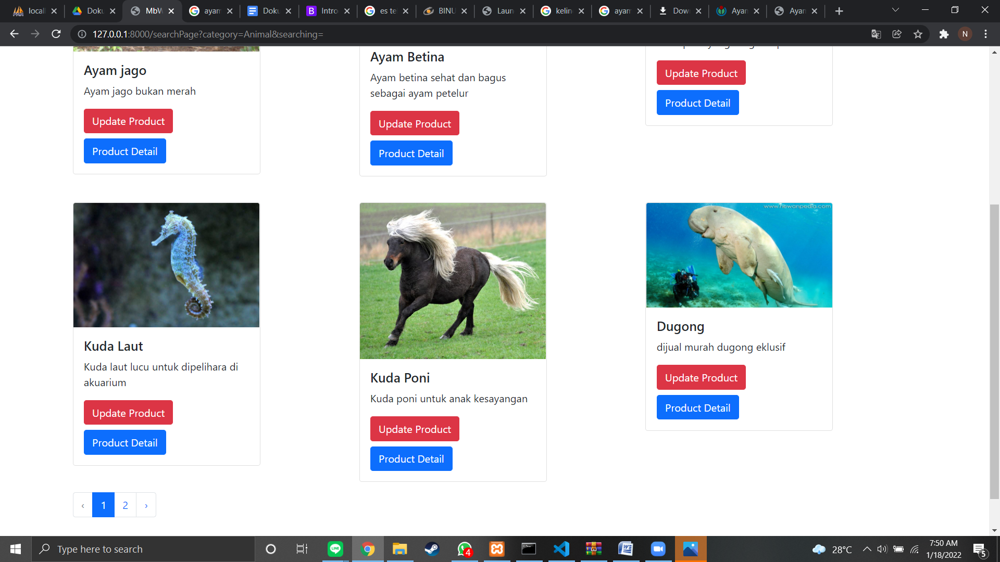 locall
Doku
MbW
ayam
Doku
Intro
es tel
BINU
Laun
kelin
ayam
Dow
Ayan
Ayan
127.0.0.1:8000/searchPage?category=Animal&searching=
N
Ayam jago
Ayam jago bukan merah
Update Product
Product Detail
Ayam Betina
Ayam betina sehat dan bagus
sebagai ayam petelur
Update Product
Product Detail
Update Product
Product Detail
Kuda Laut
Kuda laut lucu untuk dipelihara di
akuarium
Update Product
Product Detail
Kuda Poni
Kuda poni untuk anak kesayangan
Update Product
Product Detail
www.hewanpedia.com
Dugong
dijual murah dugong eklusif
Update Product
Product Detail
‹ 1 2 ›
Type here to search
LINE
4
28°C
7:50 AM
1/18/2022
5